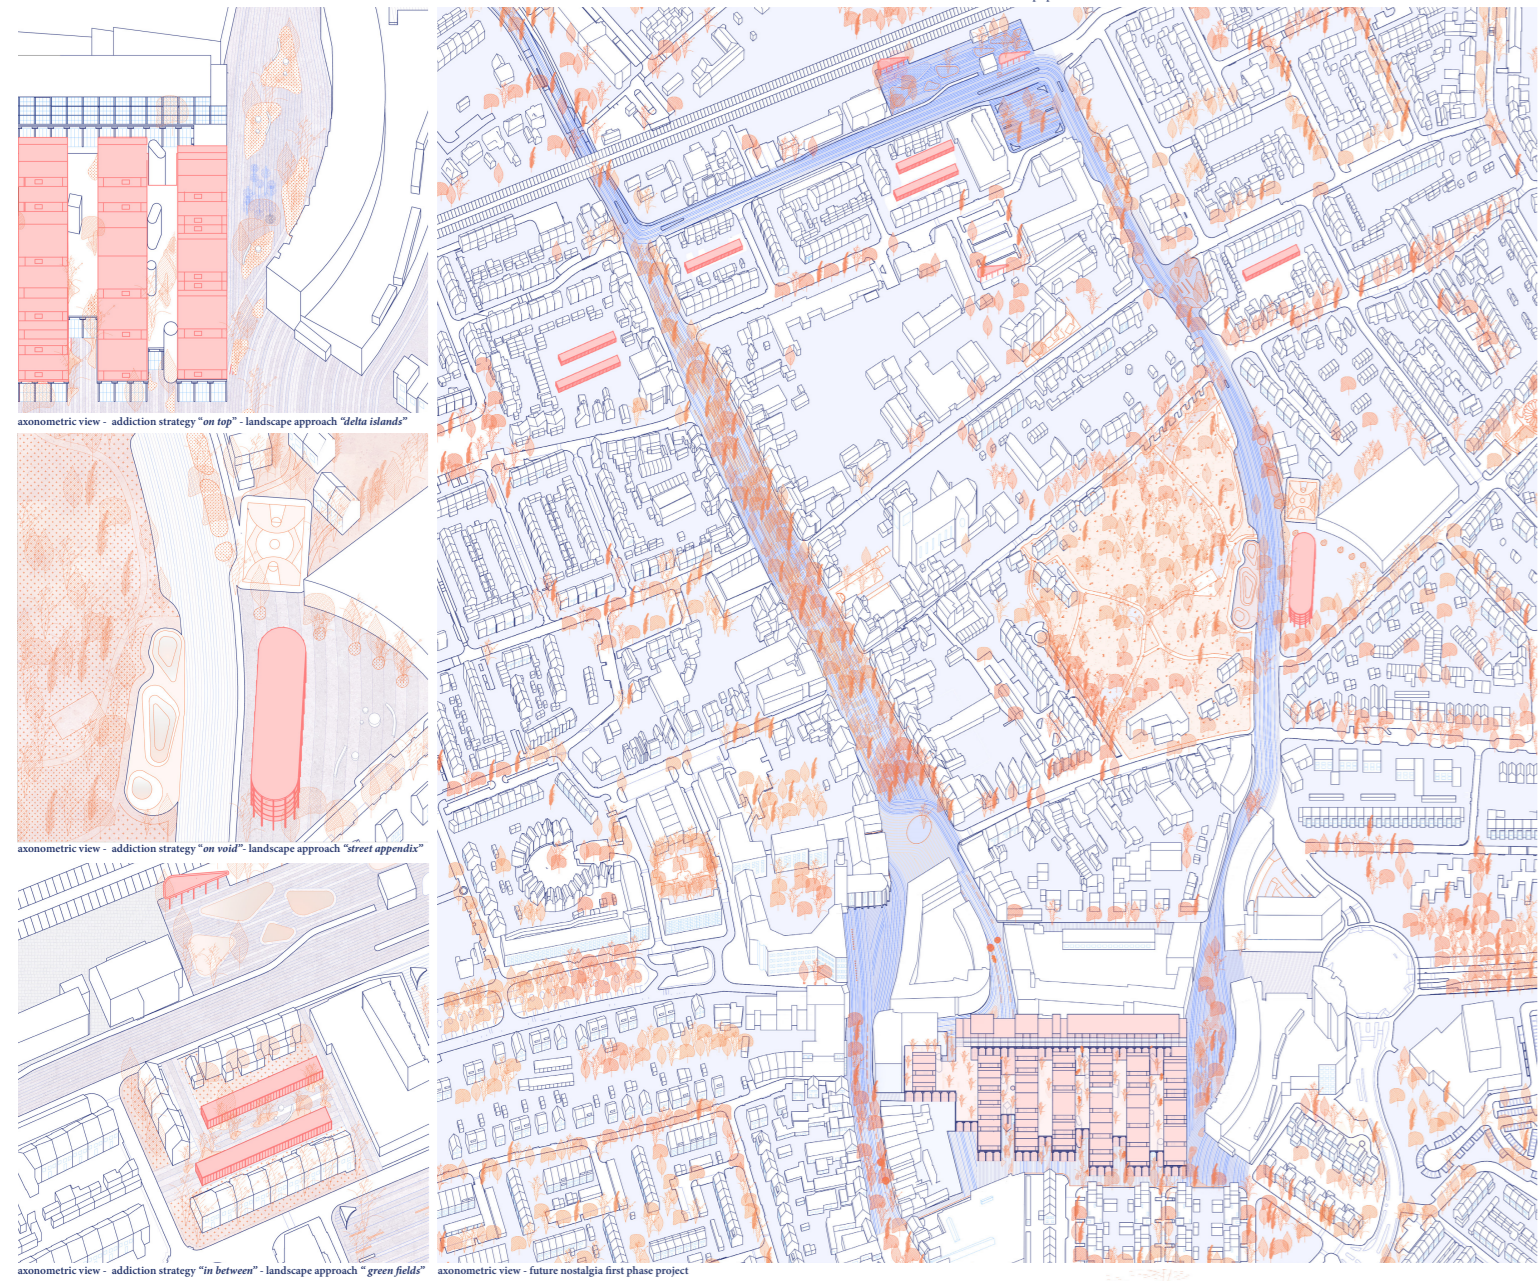 axonometric view - addiction strategy “on top” - landscape approach “delta islands”
axonometric view - addiction strategy “on void”- landscape approach “street appendix”
axonometric view - addiction strategy “in between” - landscape approach “ green fields”
axonometric view - future nostalgia first phase project